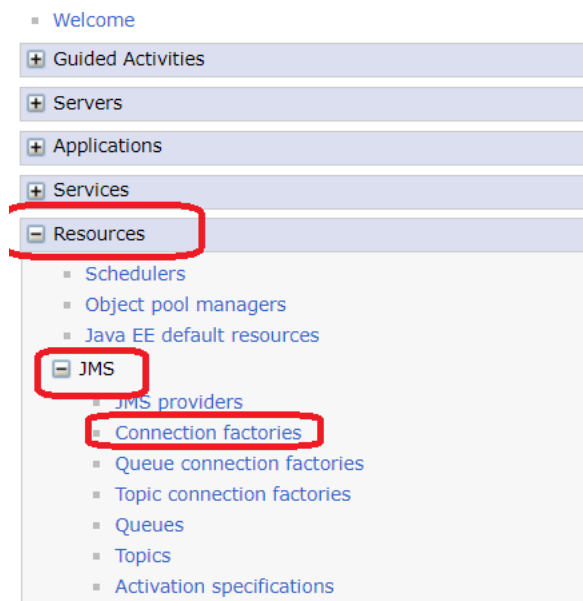 Welcome
Guided Activities
Servers
Applications
Services
Resources
Schedulers
Object pool managers
Java EE default resources
JMS
JMS providers
Connection factories
Queue connection factories
Topic connection factories
Queues
Topics
Activation specifications